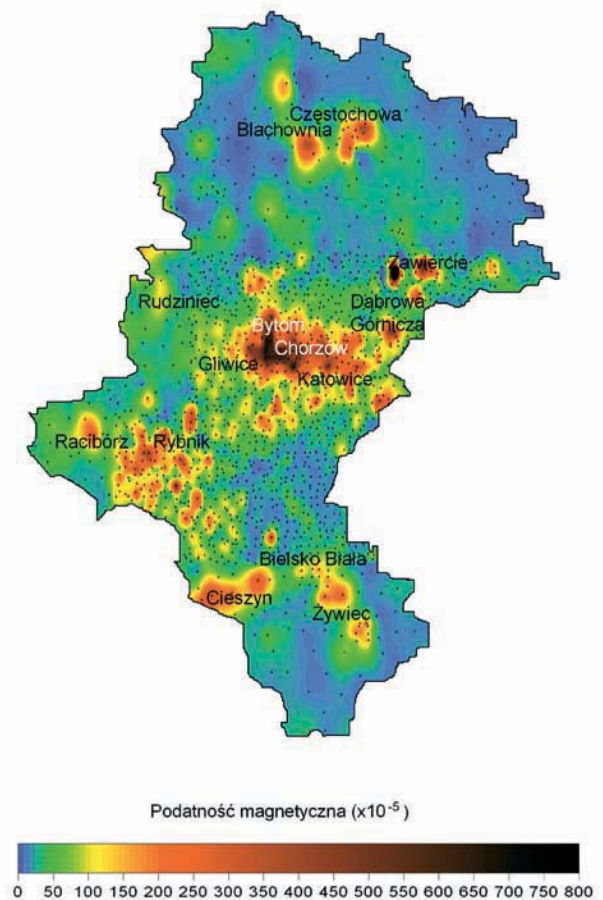 Częstochowa
Blachownia
Zawiercie
Rudziniec
Dąbrowa
Górnicza
Bytom
Chorzów
Gliwice
Katowice
Racibórz
Rybnik
Bielsko Biała
Cieszyn
Żywiec
Podatność magnetyczna (x10⁻⁵)
0 50 100 150 200 250 300 350 400 450 500 550 600 650 700 750 800